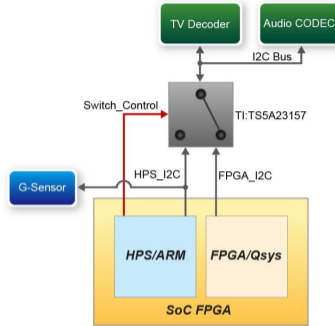 TV Decoder
Audio CODEC
I2C Bus
Switch_Control
TI:TS5A23157
HPS_I2C
FPGA_I2C
G-Sensor
HPS/ARM
FPGA/Qsys
SoC FPGA